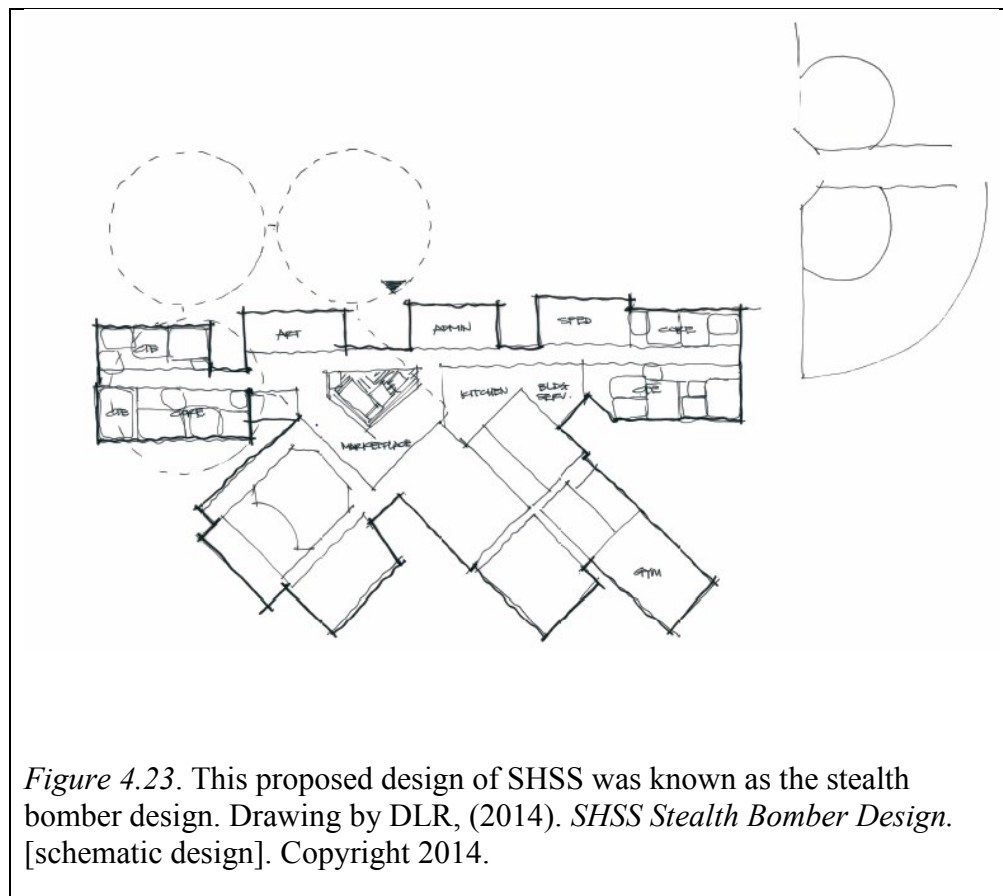 ART
ADMIN
SPED
CORE
CTE
KITCHEN
BLDG
SERV.
CTE
CTE
CORE
MARKETPLACE
GYM
Figure 4.23. This proposed design of SHSS was known as the stealth
bomber design. Drawing by DLR, (2014). SHSS Stealth Bomber Design.
[schematic design]. Copyright 2014.